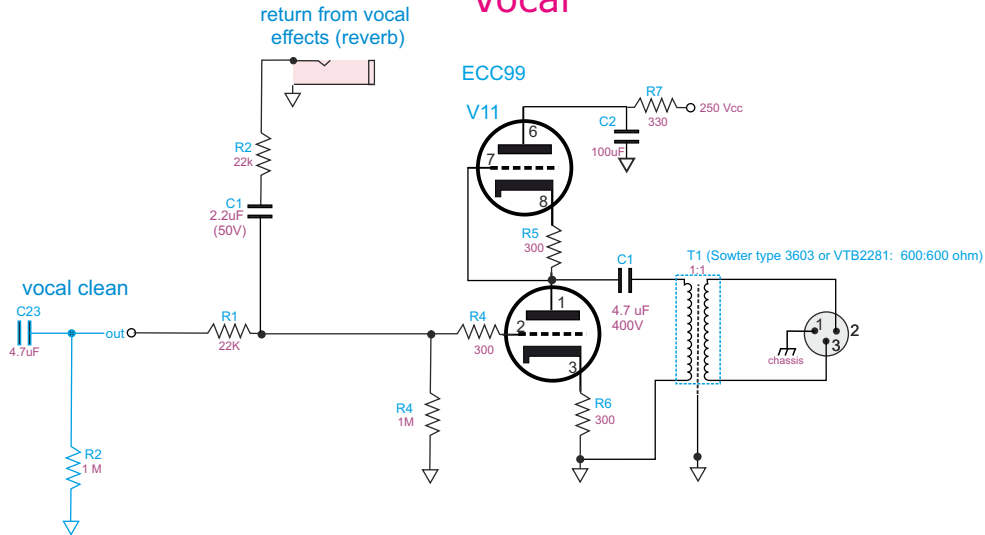 vocal
return from vocal
effects (reverb)
ECC99
V11
6
7
8
R7
330
250 Vcc
C2
100uF
R2
22k
C1
2.2uF
(50V)
R5
300
C1
4.7 uF
400V
T1 (Sowter type 3603 or VTB2281: 600:600 ohm)
1:1
vocal clean
C23
4.7uF
out
R1
22K
R4
300
1
2
3
1
2
3
chassis
R4
1M
R6
300
R2
1 M